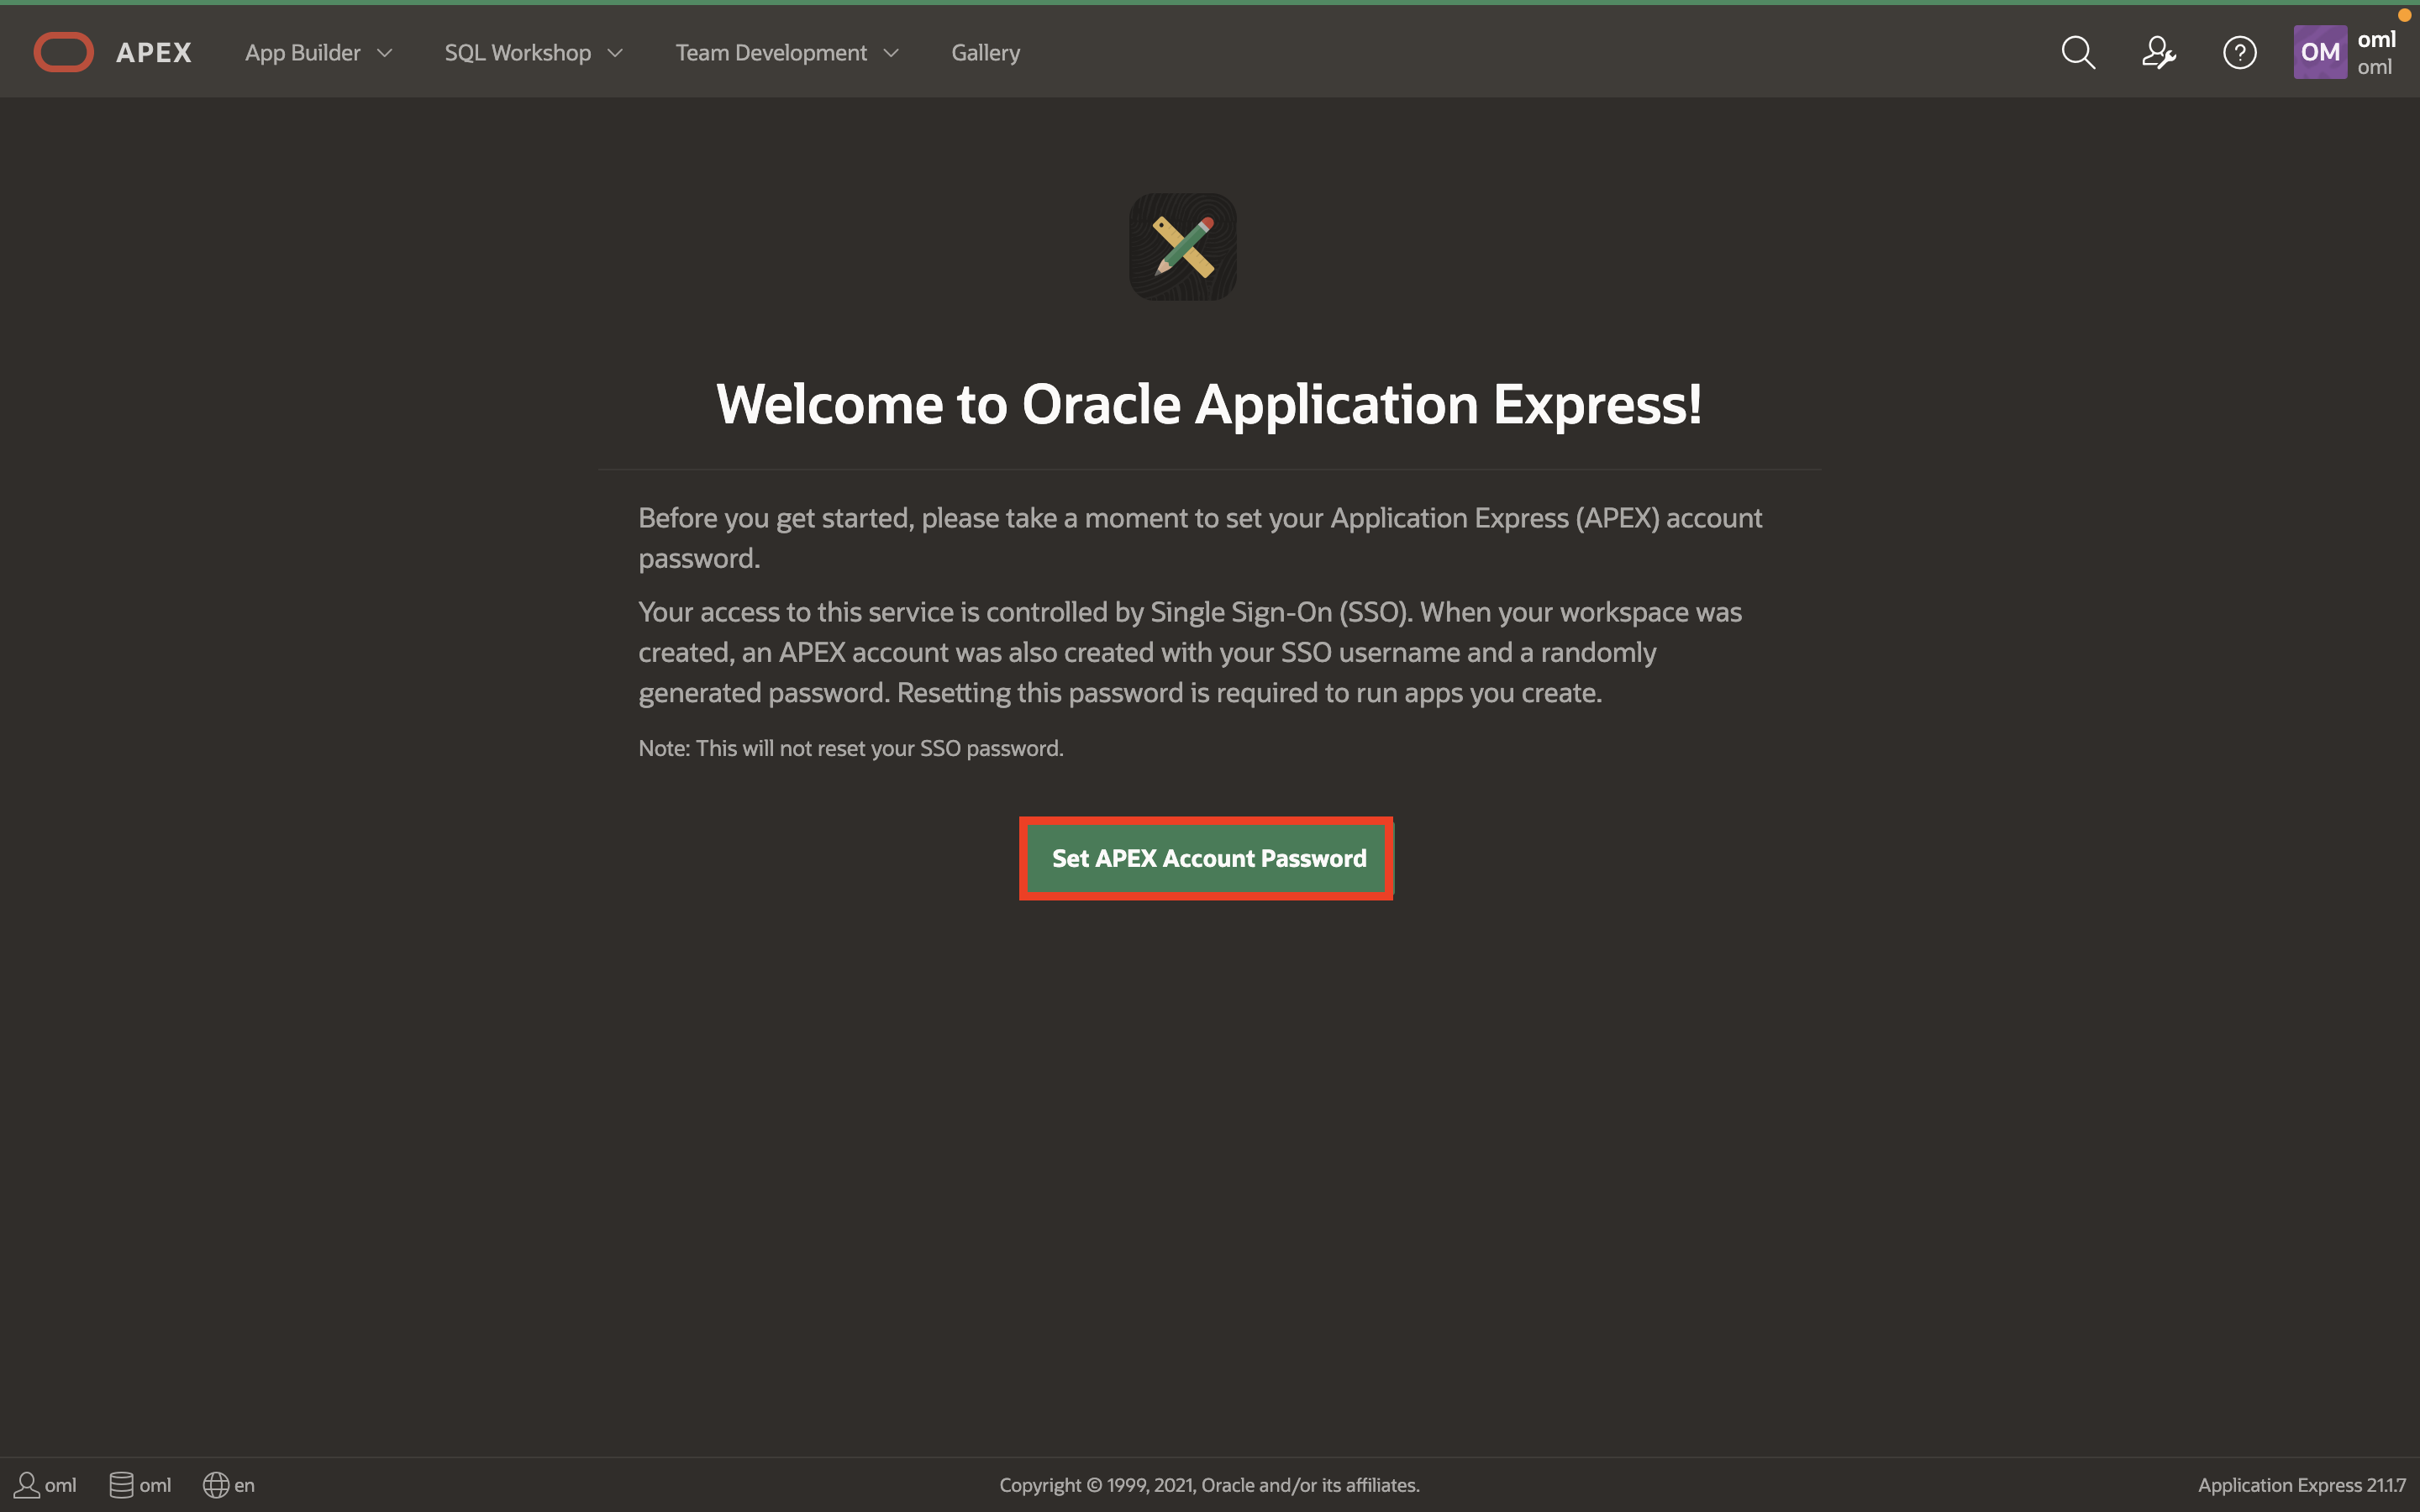 APEX App Builder SQL Workshop Team Development Gallery OM oml
oml
Welcome to Oracle Application Express!
Before you get started, please take a moment to set your Application Express (APEX) account
password.
Your access to this service is controlled by Single Sign-On (SSO). When your workspace was
created, an APEX account was also created with your SSO username and a randomly
generated password. Resetting this password is required to run apps you create.
Note: This will not reset your SSO password.
Set APEX Account Password
oml oml en Copyright © 1999, 2021, Oracle and/or its affiliates. Application Express 21.1.7